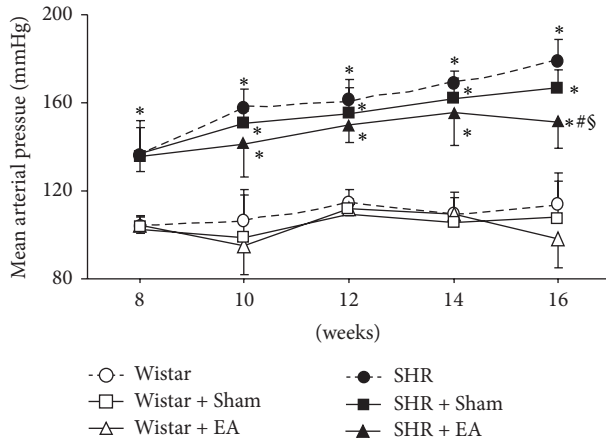 Mean arterial pressue (mmHg)
200
160
120
80
* * * * *
* * * *
* * * * #§
8 10 12 14 16
(weeks)
Wistar SHR
Wistar + Sham SHR + Sham
Wistar + EA SHR + EA